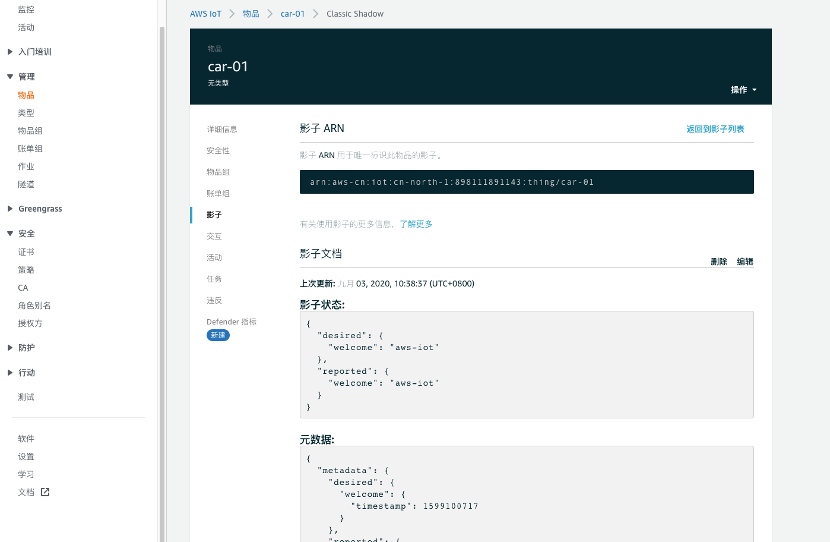 监控
活动
入门培训
管理
物品
类型
物品组
账单组
作业
隧道
Greengrass
安全
证书
策略
CA
角色别名
授权方
防护
行动
测试
软件
设置
学习
文档
AWS IoT
物品
car-01
Classic Shadow
物品
car-01
无类型
操作
详细信息
安全性
物品组
账单组
影子
交互
活动
任务
违反
Defender 指标
新建
影子 ARN
返回到影子列表
影子 ARN 用于唯一标识此物品的影子。
arn:aws-cn:iot:cn-north-1:898111891143:thing/car-01
有关使用影子的更多信息，了解更多
影子文档
删除 编辑
上次更新: 九月 03, 2020, 10:38:37 (UTC+0800)
影子状态:
{
"desired": {
"welcome": "aws-iot"
},
"reported": {
"welcome": "aws-iot"
}
}
元数据:
{
"metadata": {
"desired": {
"welcome": {
"timestamp": 1599100717
}
},
"reported": {